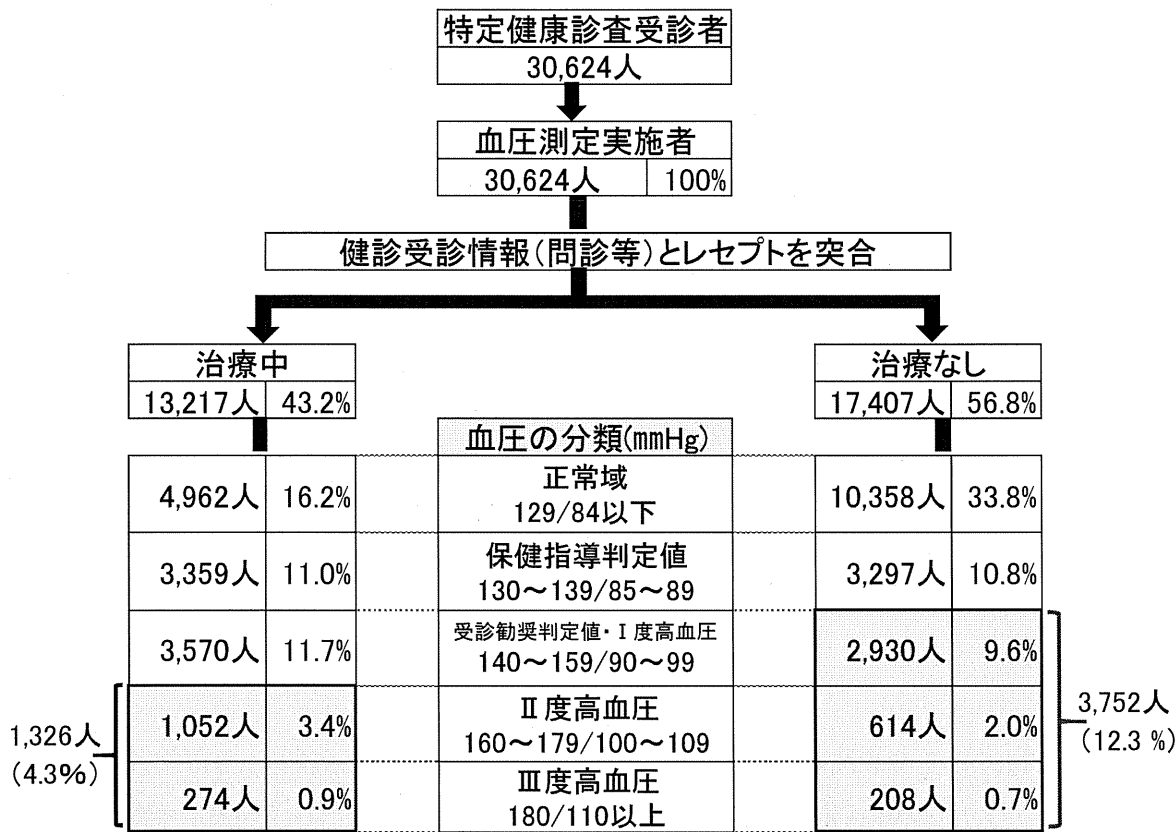 特定健康診査受診者
30,624人
血圧測定実施者
30,624人 100%
健診受診情報(問診等)とレセプトを突合
治療中
13,217人 43.2%
治療なし
17,407人 56.8%
血圧の分類(mmHg)
4,962人 16.2%
正常域
129/84以下
10,358人 33.8%
3,359人 11.0%
保健指導判定値
130～139/85～89
3,297人 10.8%
3,570人 11.7%
受診勧奨判定値・Ⅰ度高血圧
140～159/90～99
2,930人 9.6%
1,052人 3.4%
Ⅱ度高血圧
160～179/100～109
614人 2.0%
274人 0.9%
Ⅲ度高血圧
180/110以上
208人 0.7%
1,326人
(4.3%)
3,752人
(12.3 %)